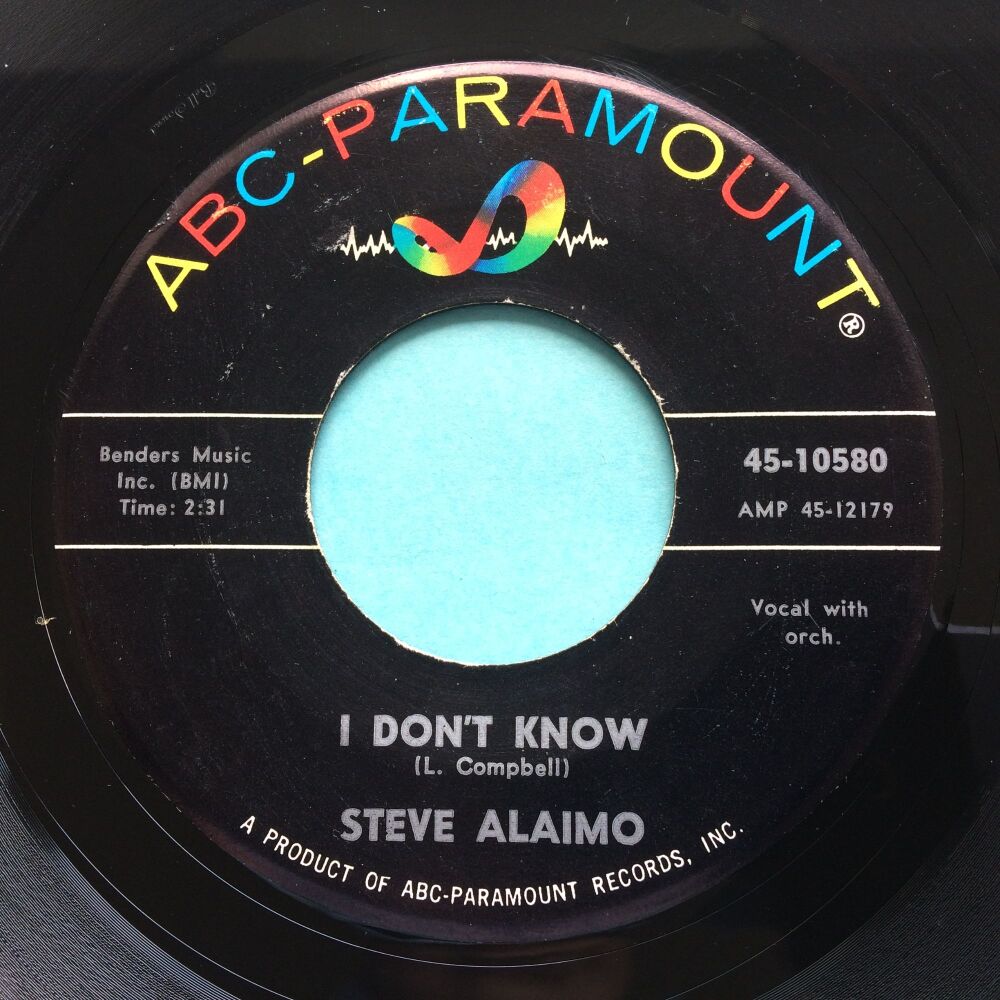 ABC-PARAMOUNT®
Benders Music
Inc. (BMI)
Time: 2:31
45-10580
AMP 45-12179
Vocal with
orch.
I DON'T KNOW
(L. Compbell)
STEVE ALAIMO
A PRODUCT OF ABC-PARAMOUNT RECORDS, INC.